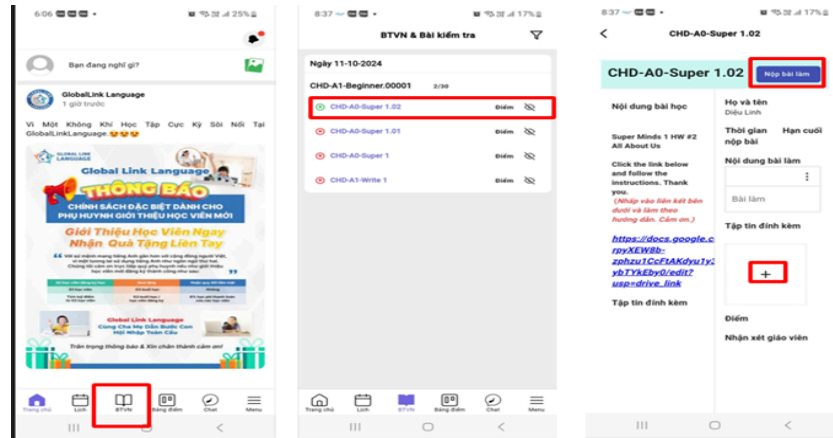 6:06
25%
Bạn đang nghĩ gì?
GlobalLink Language
1 giờ trước
Vì Một Không Khí Học Tập Cực Kỳ Sôi Nổi Tại
GlobalLinkLanguage.
GLOBAL LINK
LANGUAGE
Global Link Language
THÔNG BÁO
CHÍNH SÁCH ĐẶC BIỆT DÀNH CHO
PHỤ HUYNH GIỚI THIỆU HỌC VIÊN MỚI
Giới Thiệu Học Viên Ngay
Nhận Quà Tặng Liền Tay
Global Link Language
Cùng Cha Mẹ Dẫn Bước Con
Hội Nhập Toàn Cầu
Trân trọng thông báo & Xin chân thành cảm ơn!
Trang chủ
Lịch
BTVN
Bảng điểm
Chat
Menu
8:37
17%
BTVN & Bài kiểm tra
Ngày 11-10-2024
CHD-A1-Beginner.00001 2/30
CHD-A0-Super 1.02 Điểm
CHD-A0-Super 1.01 Điểm
CHD-A0-Super 1 Điểm
CHD-A1-Write 1 Điểm
Trang chủ
Lịch
BTVN
Bảng điểm
Chat
Menu
8:37
17%
CHD-A0-Super 1.02
CHD-A0-Super 1.02
Nộp bài làm
Nội dung bài học
Super Minds 1 HW #2
All About Us
Click the link below
and follow the
instructions. Thank
you.
(Nhấp vào liên kết bên
dưới và làm theo
hướng dẫn. Cảm ơn.)
https://docs.google.c
rpyXEW8b-
zphzu1CcFtAKdyu1y
ybTYkEby0/edit?
usp=drive_link
Tập tin đính kèm
Họ và tên
Diệu Linh
Thời gian Hạn cuối
nộp bài
Nội dung bài làm
Bài làm
Tập tin đính kèm
+
Điểm
Nhận xét giáo viên